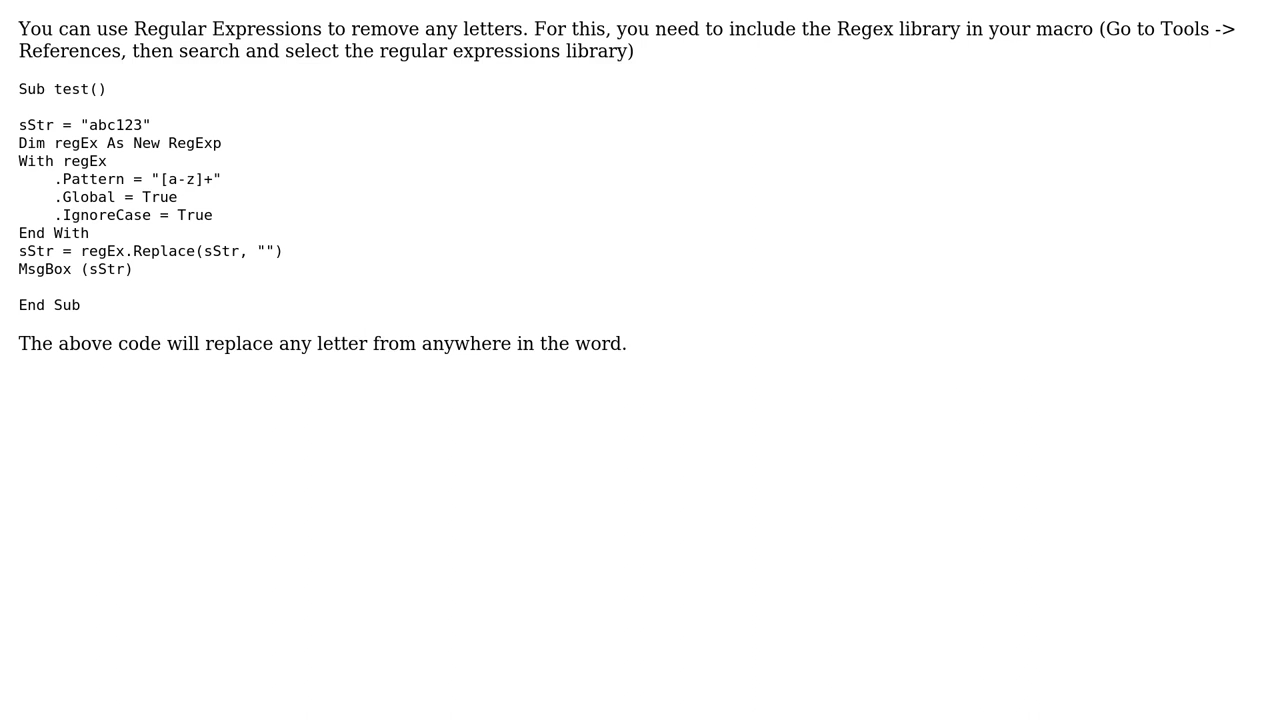 You can use Regular Expressions to remove any letters. For this, you need to include the Regex library in your macro (Go to Tools ->
References, then search and select the regular expressions library)
Sub test()
sStr = "abc123"
Dim regEx As New RegExp
With regEx
    .Pattern = "[a-z]+"
    .Global = True
    .IgnoreCase = True
End With
sStr = regEx.Replace(sStr, "")
MsgBox (sStr)
End Sub
The above code will replace any letter from anywhere in the word.